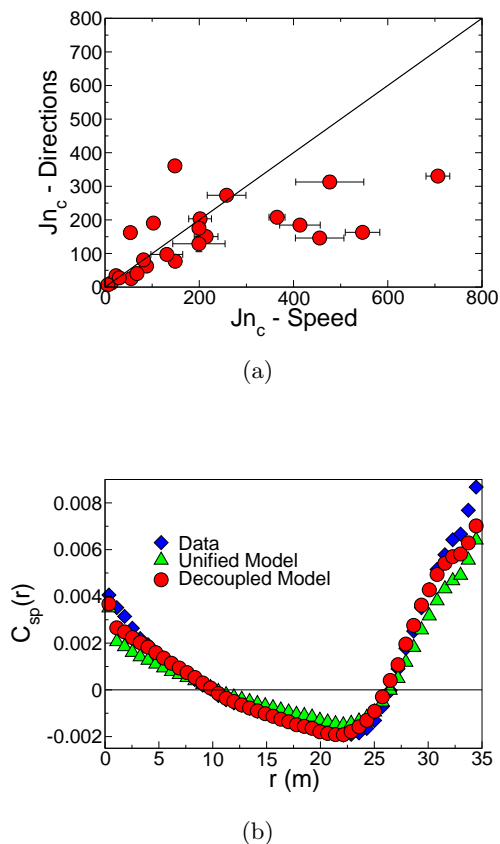 800
700
600
500
400
300
200
100
0
Jn_c - Directions
0 200 400 600 800
Jn_c - Speed
(a)
0.008
0.006
0.004
0.002
0
-0.002
C_sp(r)
Data
Unified Model
Decoupled Model
0 5 10 15 20 25 30 35
r (m)
(b)